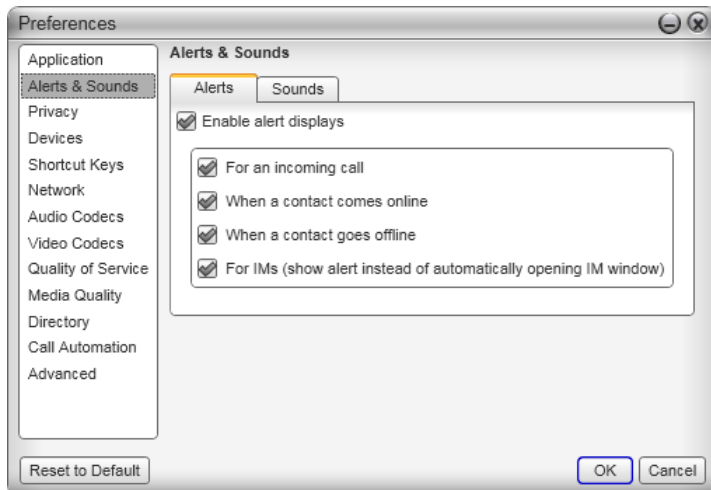 Preferences
Application
Alerts & Sounds
Privacy
Devices
Shortcut Keys
Network
Audio Codecs
Video Codecs
Quality of Service
Media Quality
Directory
Call Automation
Advanced
Alerts & Sounds
Alerts
Sounds
Enable alert displays
For an incoming call
When a contact comes online
When a contact goes offline
For IMs (show alert instead of automatically opening IM window)
Reset to Default
OK
Cancel